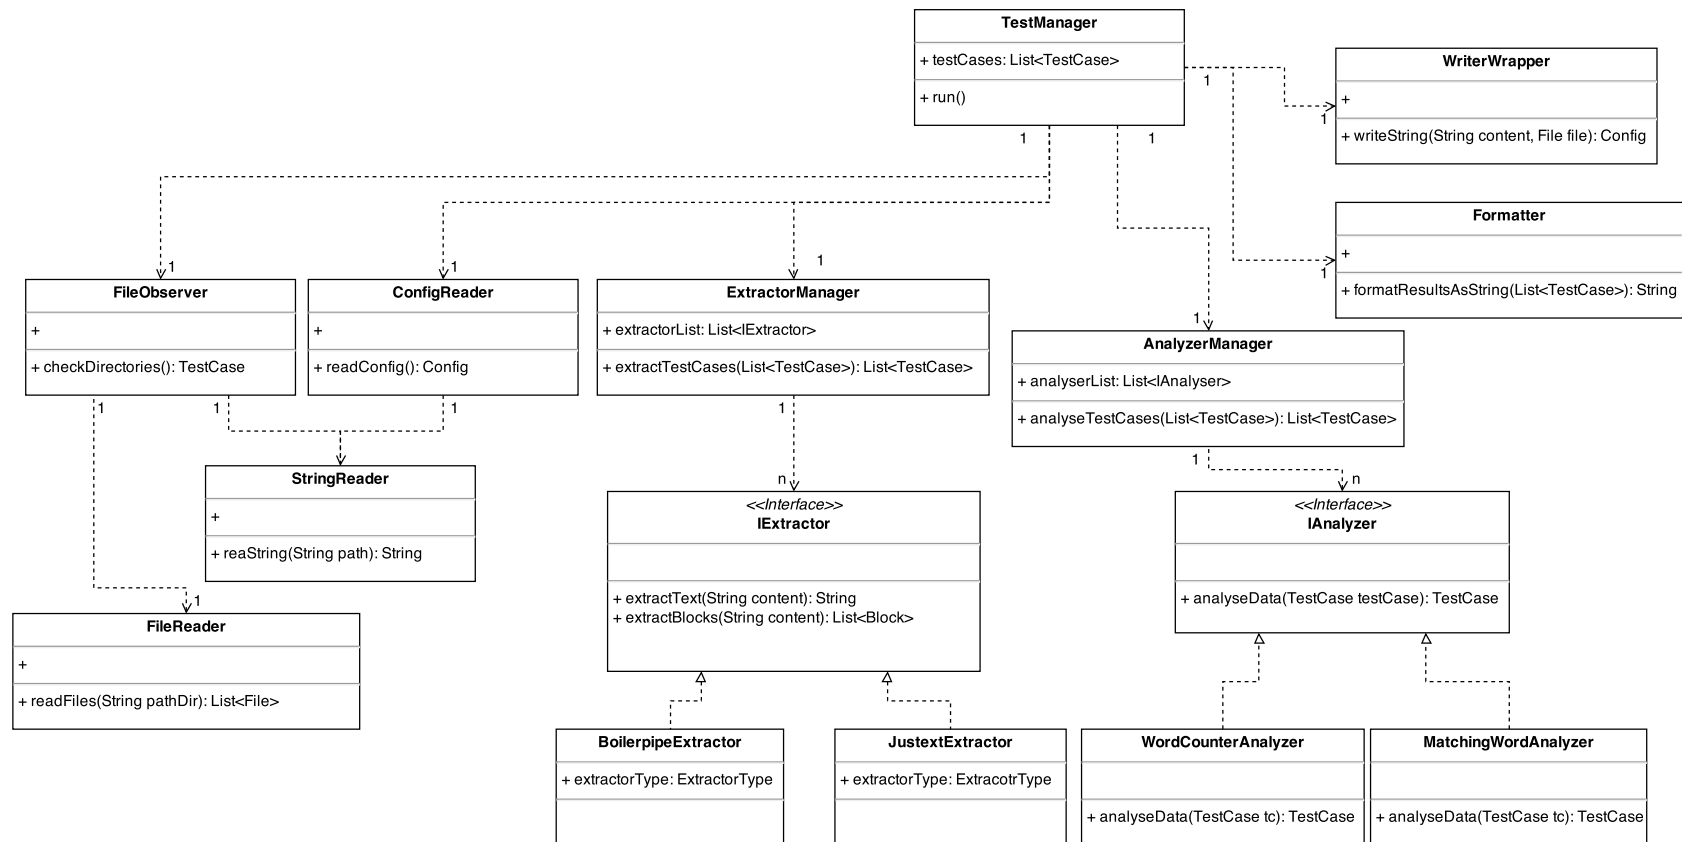 TestManager
+ testCases: List<TestCase>
+ run()
1
1
1
WriterWrapper
+
1
+ writeString(String content, File file): Config
Formatter
+
1
+ formatResultsAsString(List<TestCase>): String
1
FileObserver
+
+ checkDirectories(): TestCase
1
1
1
ConfigReader
+
+ readConfig(): Config
1
1
ExtractorManager
+ extractorList: List<IExtractor>
+ extractTestCases(List<TestCase>): List<TestCase>
1
1
AnalyzerManager
+ analyserList: List<IAnalyser>
+ analyseTestCases(List<TestCase>): List<TestCase>
1
StringReader
+
+ reaString(String path): String
n
<<Interface>>
IExtractor
+ extractText(String content): String
+ extractBlocks(String content): List<Block>
n
<<Interface>>
IAnalyzer
+ analyseData(TestCase testCase): TestCase
1
FileReader
+
+ readFiles(String pathDir): List<File>
BoilerpipeExtractor
+ extractorType: ExtractorType
JustextExtractor
+ extractorType: ExtracotrType
WordCounterAnalyzer
+ analyseData(TestCase tc): TestCase
MatchingWordAnalyzer
+ analyseData(TestCase tc): TestCase